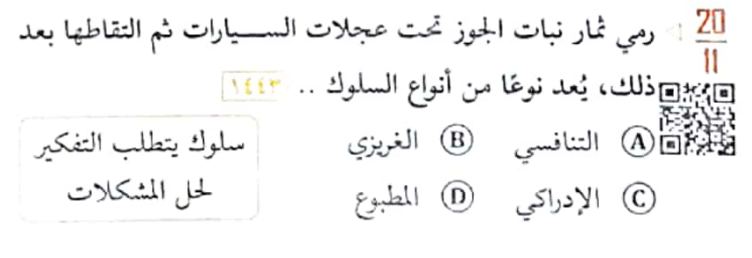 20/11 رمي ثمار نبات الجوز تحت عجلات السيارات ثم التقاطها بعد
ذلك، يُعد نوعًا من أنواع السلوك .. ١٤٤٣
A التنافسي B الغريزي
C الإدراكي D المطبوع
سلوك يتطلب التفكير
لحل المشكلات